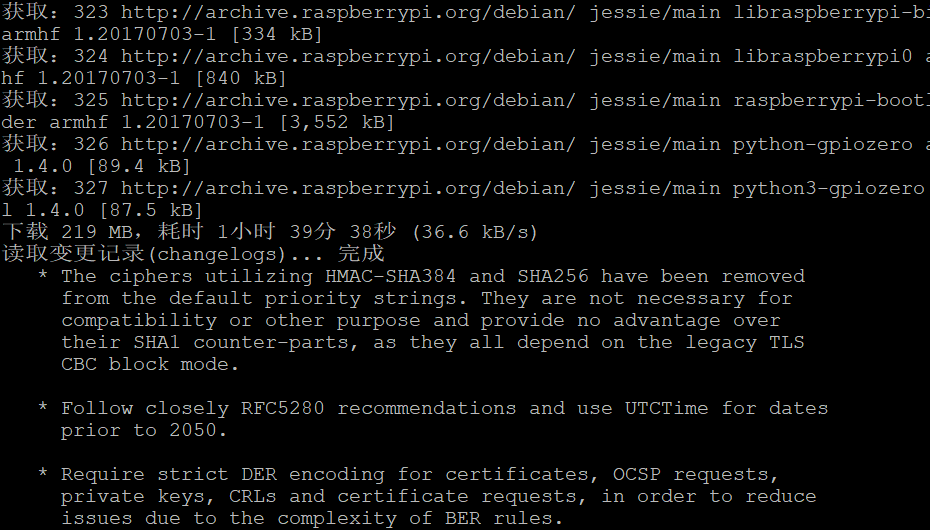 获取：323 http://archive.raspberrypi.org/debian/ jessie/main libraspberrypi-bi
armhf 1.20170703-1 [334 kB]
获取：324 http://archive.raspberrypi.org/debian/ jessie/main libraspberrypi0 a
hf 1.20170703-1 [840 kB]
获取：325 http://archive.raspberrypi.org/debian/ jessie/main raspberrypi-bootl
der armhf 1.20170703-1 [3,552 kB]
获取：326 http://archive.raspberrypi.org/debian/ jessie/main python-gpiozero a
1.4.0 [89.4 kB]
获取：327 http://archive.raspberrypi.org/debian/ jessie/main python3-gpiozero
l 1.4.0 [87.5 kB]
下载 219 MB，耗时 1小时 39分 38秒 (36.6 kB/s)
读取变更记录(changelogs)... 完成
* The ciphers utilizing HMAC-SHA384 and SHA256 have been removed
from the default priority strings. They are not necessary for
compatibility or other purpose and provide no advantage over
their SHA1 counter-parts, as they all depend on the legacy TLS
CBC block mode.
* Follow closely RFC5280 recommendations and use UTCTime for dates
prior to 2050.
* Require strict DER encoding for certificates, OCSP requests,
private keys, CRLs and certificate requests, in order to reduce
issues due to the complexity of BER rules.